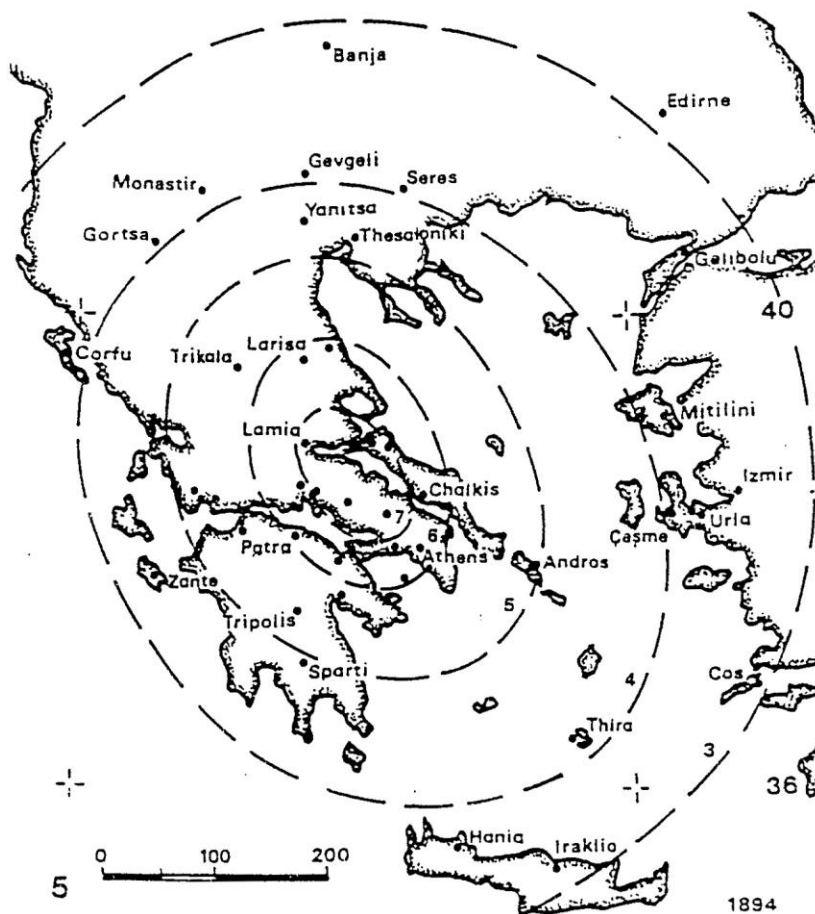 Banja
Edirne
Gevgeli
Monastir
Seres
Yanitsa
Gortsa
Thesaloniki
Galibolu
40
Corfu
Larisa
Trikala
Mitilini
Lamia
Izmir
Chalkis
7
Urla
6
Çeşme
Patra
Athens
Andros
Zante
5
Tripolis
Sparti
4
Cos
Thira
3
36
Hania
Iraklio
0 100 200
5
1894